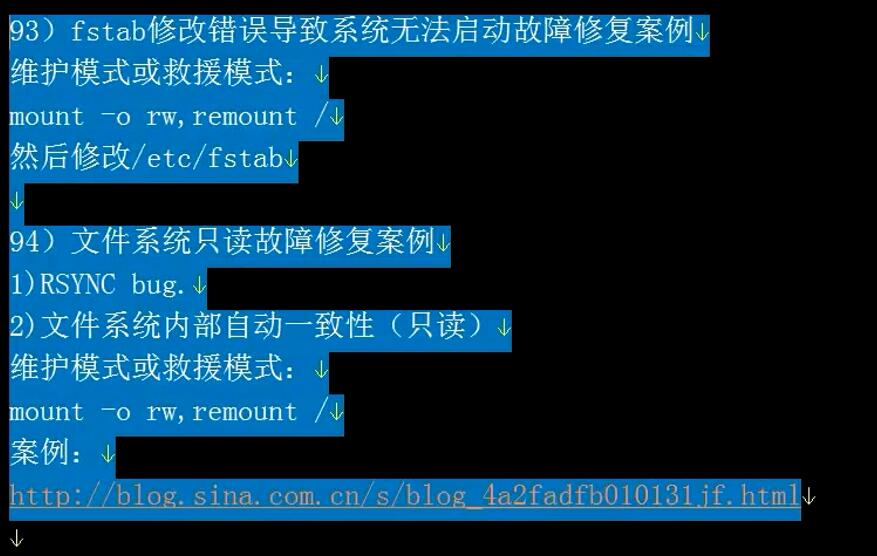 93）fstab修改错误导致系统无法启动故障修复案例↓
维护模式或救援模式：↓
mount -o rw,remount /↓
然后修改/etc/fstab↓
↓
94）文件系统只读故障修复案例↓
1)RSYNC bug.↓
2)文件系统内部自动一致性（只读）↓
维护模式或救援模式：↓
mount -o rw,remount /↓
案例：↓
http://blog.sina.com.cn/s/blog_4a2fadfb010131jf.html↓
↓